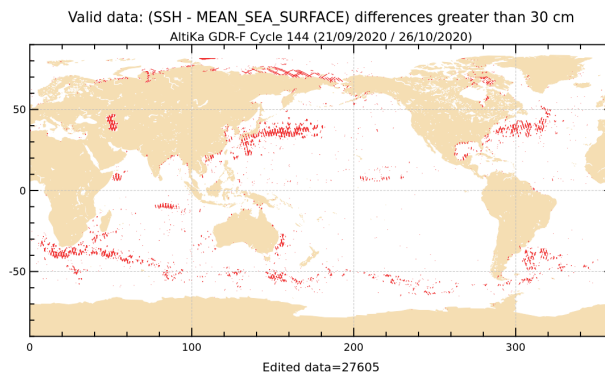 Valid data: (SSH - MEAN_SEA_SURFACE) differences greater than 30 cm
AltiKa GDR-F Cycle 144 (21/09/2020 / 26/10/2020)
50
0
-50
0 100 200 300
Edited data=27605